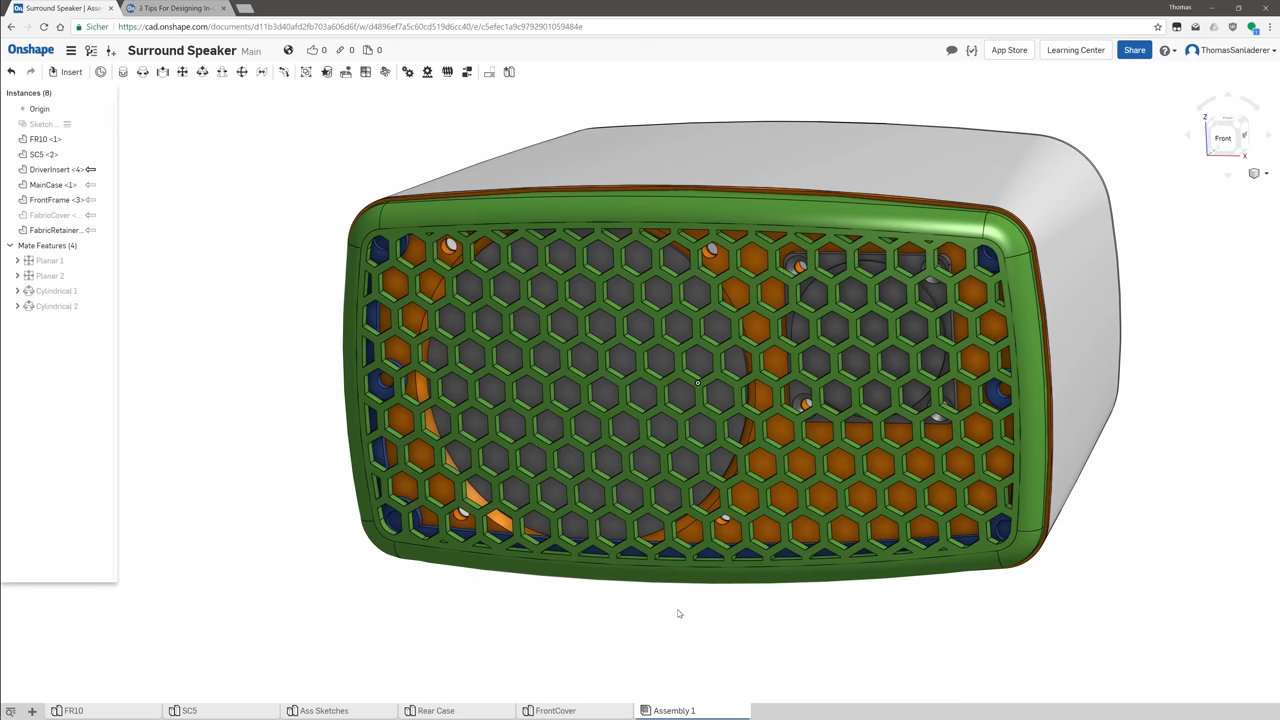 Surround Speaker | Asse
3 Tips For Designing In-C
Thomas
Sicher
https://cad.onshape.com/documents/d11b3d40afd2fb703a606d6f/w/d4896ef7a5c60cd519d6cc40/e/c5efec1a9c9792901059484e
Onshape
Surround Speaker Main
0 0 0
App Store
Learning Center
Share
ThomasSanladerer
Insert
Instances (8)
Origin
Sketch ...
FR10 <1>
SC5 <2>
DriverInsert <4>
MainCase <1>
FrontFrame <3>
FabricCover <...
FabricRetainer...
Mate Features (4)
Planar 1
Planar 2
Cylindrical 1
Cylindrical 2
Z
Front
X
FR10
SC5
Ass Sketches
Rear Case
FrontCover
Assembly 1